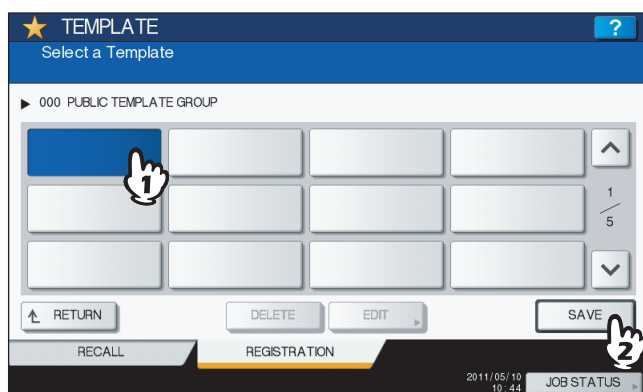 TEMPLATE
?
Select a Template
000 PUBLIC TEMPLATE GROUP
1
1
5
RETURN
DELETE
EDIT
SAVE
2
RECALL
REGISTRATION
2011/05/10
10:44
JOB STATUS